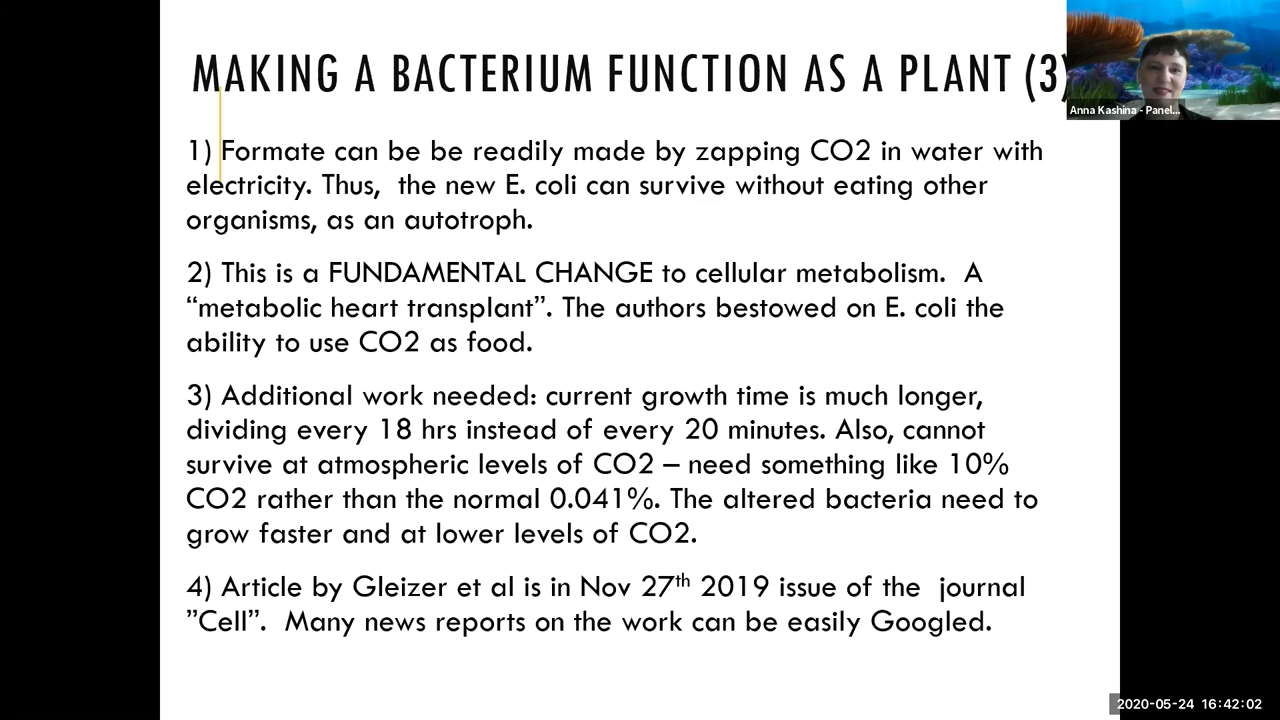 MAKING A BACTERIUM FUNCTION AS A PLANT (3)
Anna Kashina - Panel...
1) Formate can be be readily made by zapping CO2 in water with
electricity. Thus,  the new E. coli can survive without eating other
organisms, as an autotroph.
2) This is a FUNDAMENTAL CHANGE to cellular metabolism.  A
“metabolic heart transplant”. The authors bestowed on E. coli the
ability to use CO2 as food.
3) Additional work needed: current growth time is much longer,
dividing every 18 hrs instead of every 20 minutes. Also, cannot
survive at atmospheric levels of CO2 – need something like 10%
CO2 rather than the normal 0.041%. The altered bacteria need to
grow faster and at lower levels of CO2.
4) Article by Gleizer et al is in Nov 27th 2019 issue of the  journal
”Cell”.  Many news reports on the work can be easily Googled.
2020-05-24 16:42:02